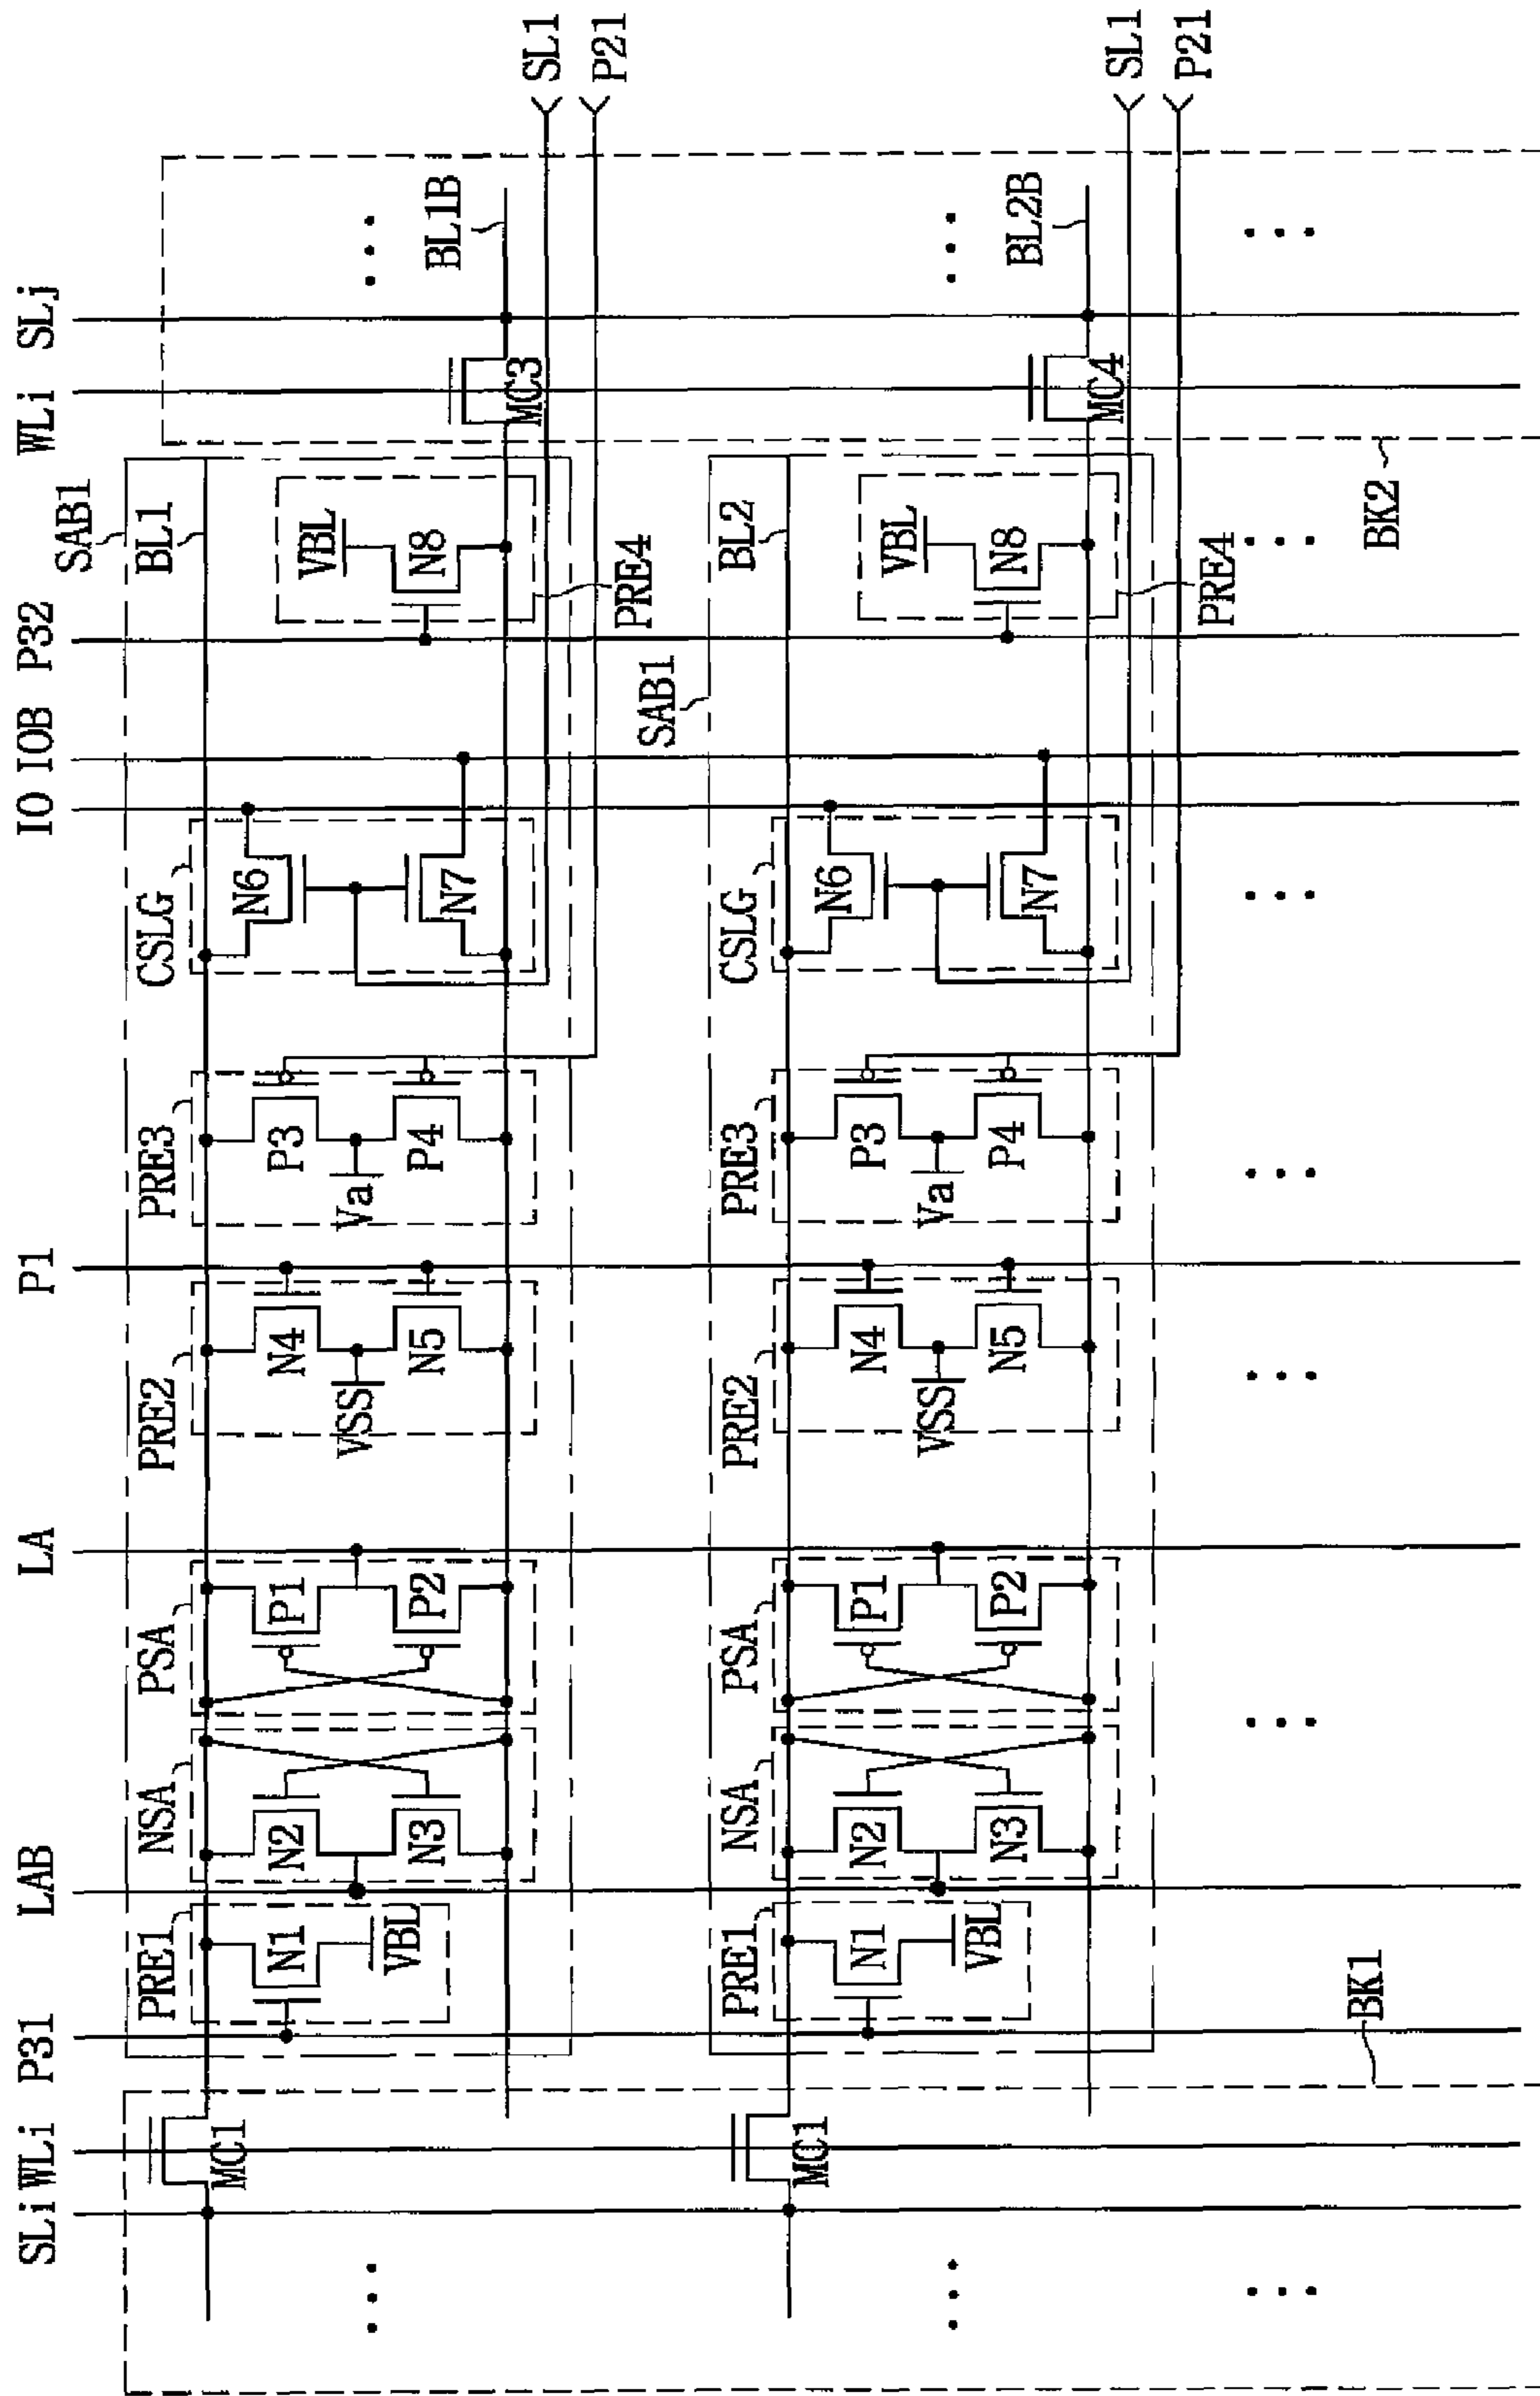 SLi WLi P31 LAB LA P1 IO IOB P32 WLi SLj
SAB1
PRE1 NSA PSA PRE2 PRE3 CSLG BL1
MC1
N1 N2 P1 N4 P3 N6 VBL
VBL N3 P2 VSS N5 Va P4 N7 N8 MC3 BL1B
PRE4
SL1
P21
SAB1
PRE1 NSA PSA PRE2 PRE3 CSLG BL2
MC1
N1 N2 P1 N4 P3 N6 VBL
VBL N3 P2 VSS N5 Va P4 N7 N8 MC4 BL2B
PRE4
SL1
P21
BK1 BK2